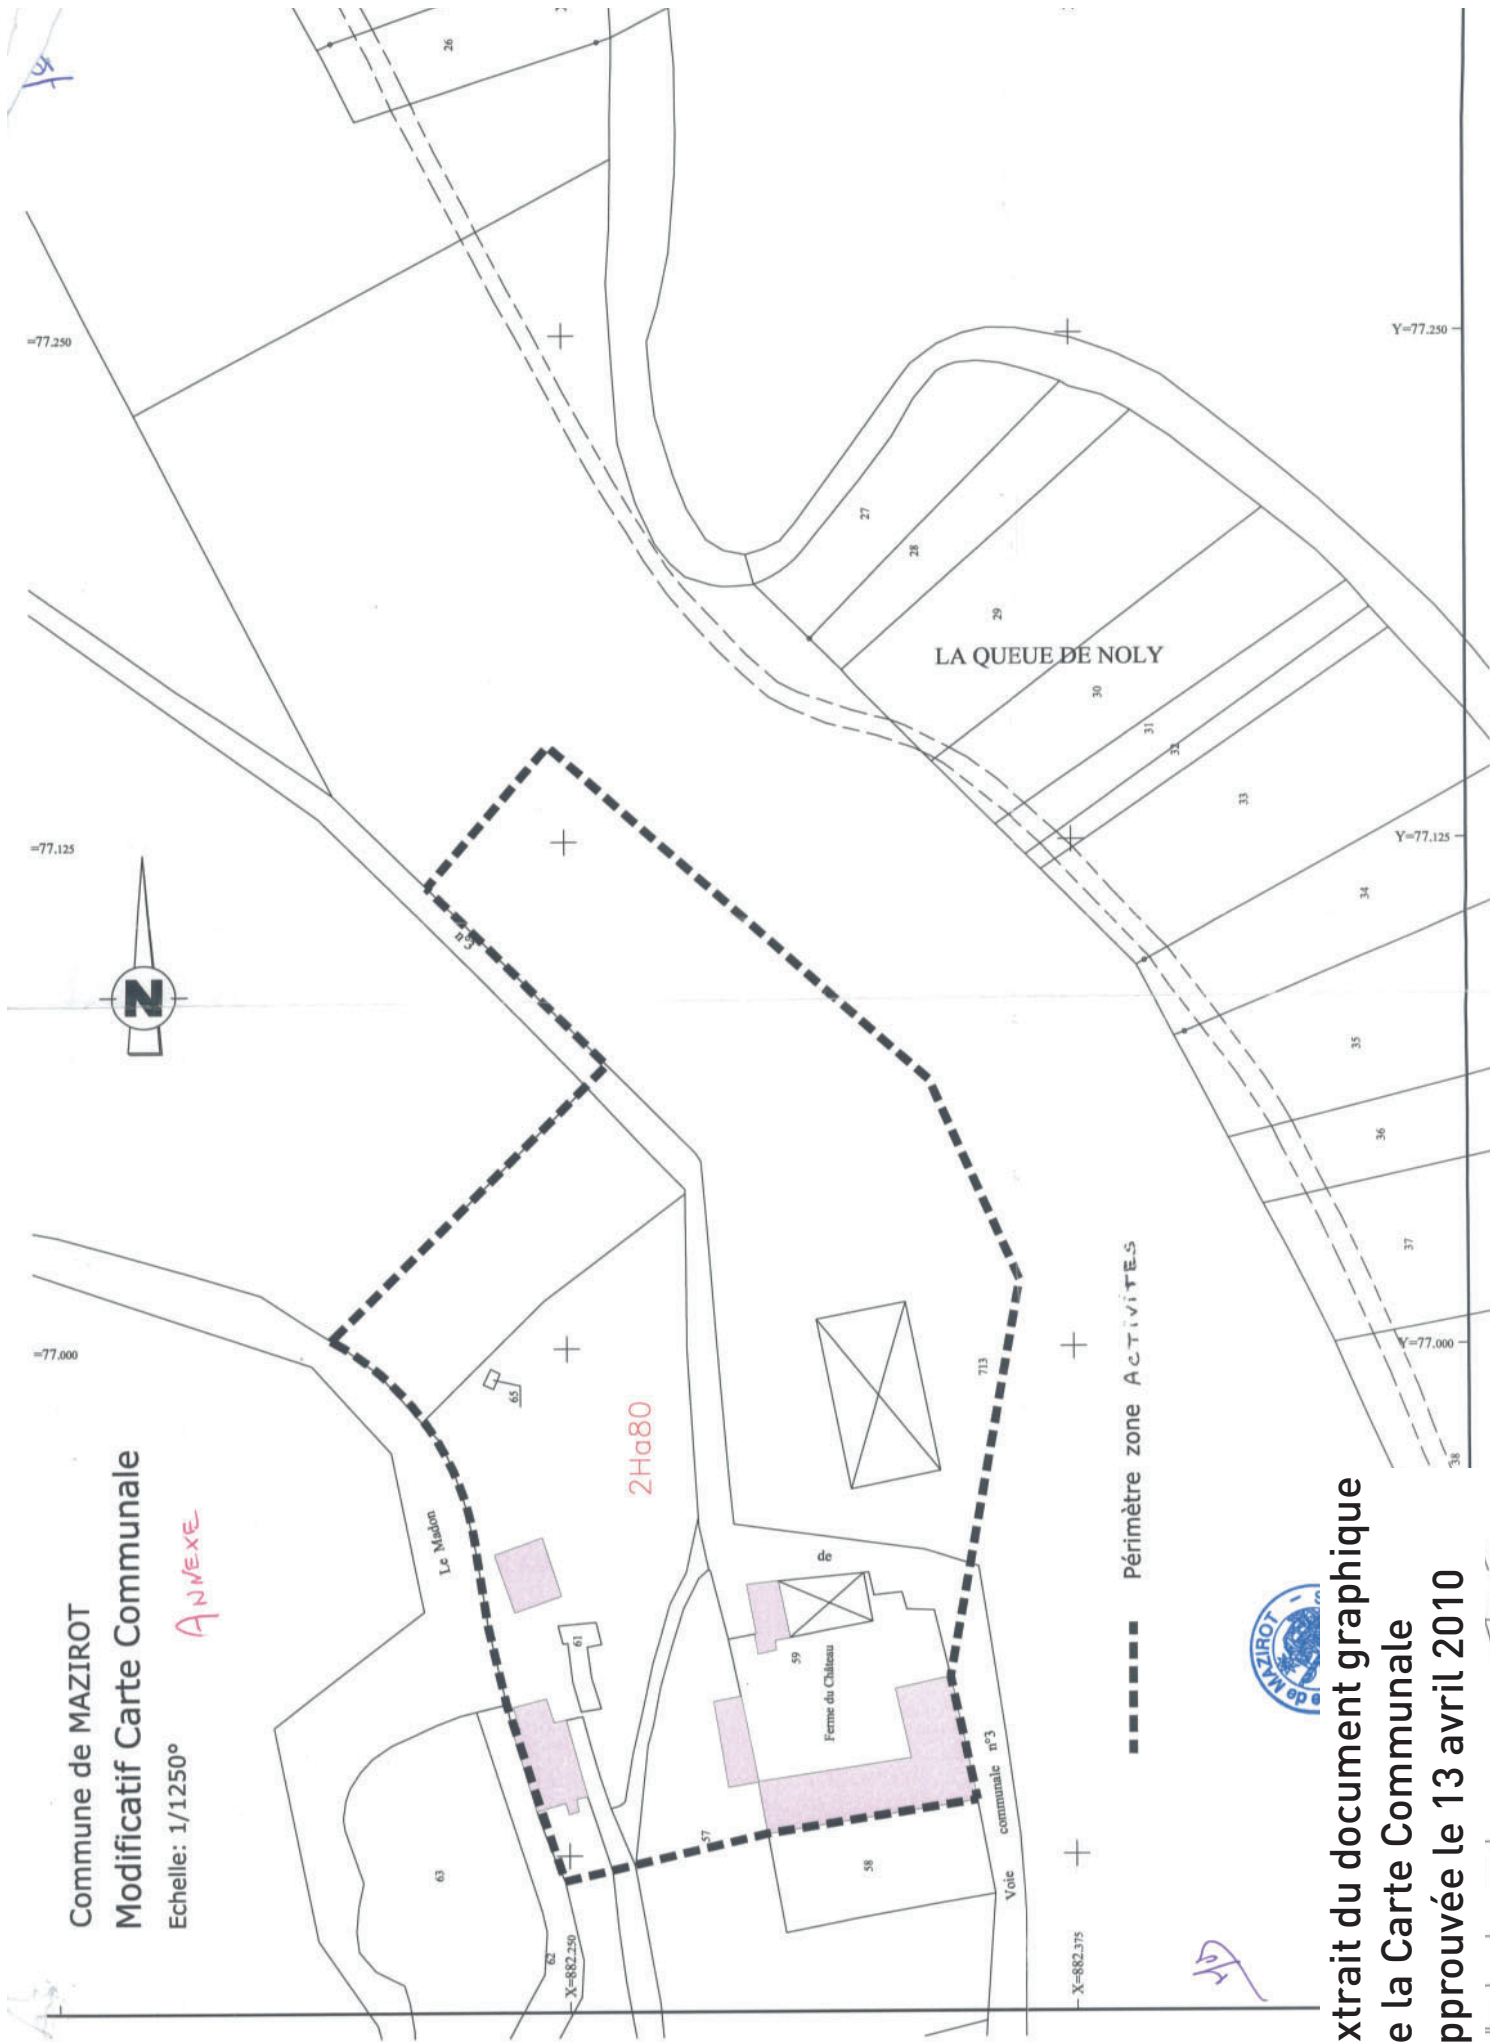 Commune de MAZIROT
Modificatif Carte Communale
Echelle: 1/1250°
ANNEXE
=77.250
=77.125
=77.000
Y=77.250
Y=77.125
Y=77.000
X=882.250
X=882.375
N
26
27
28
29
LA QUEUE DE NOLY
30
31
32
33
34
35
36
37
38
n°3
Le Madon
65
2Ha80
713
61
de
59
Ferme du Château
57
58
63
62
Voie
communale n°3
Périmètre zone ACTIVITES
de MAZIROT -
xtrait du document graphique
e la Carte Communale
pprouvée le 13 avril 2010